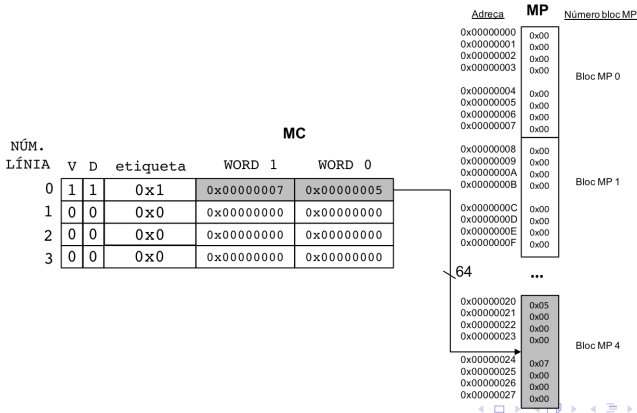 Adreça MP Número bloc MP
0x00000000 0x00
0x00000001 0x00
0x00000002 0x00
0x00000003 0x00
Bloc MP 0
0x00000004 0x00
0x00000005 0x00
0x00000006 0x00
0x00000007 0x00
0x00000008 0x00
0x00000009 0x00
0x0000000A 0x00
0x0000000B 0x00
Bloc MP 1
0x0000000C 0x00
0x0000000D 0x00
0x0000000E 0x00
0x0000000F 0x00
...
0x00000020 0x05
0x00000021 0x00
0x00000022 0x00
0x00000023 0x00
Bloc MP 4
0x00000024 0x07
0x00000025 0x00
0x00000026 0x00
0x00000027 0x00
MC
NÚM.
LÍNIA V D etiqueta WORD 1 WORD 0
0 1 1 0x1 0x00000007 0x00000005
1 0 0 0x0 0x00000000 0x00000000
2 0 0 0x0 0x00000000 0x00000000
3 0 0 0x0 0x00000000 0x00000000
64